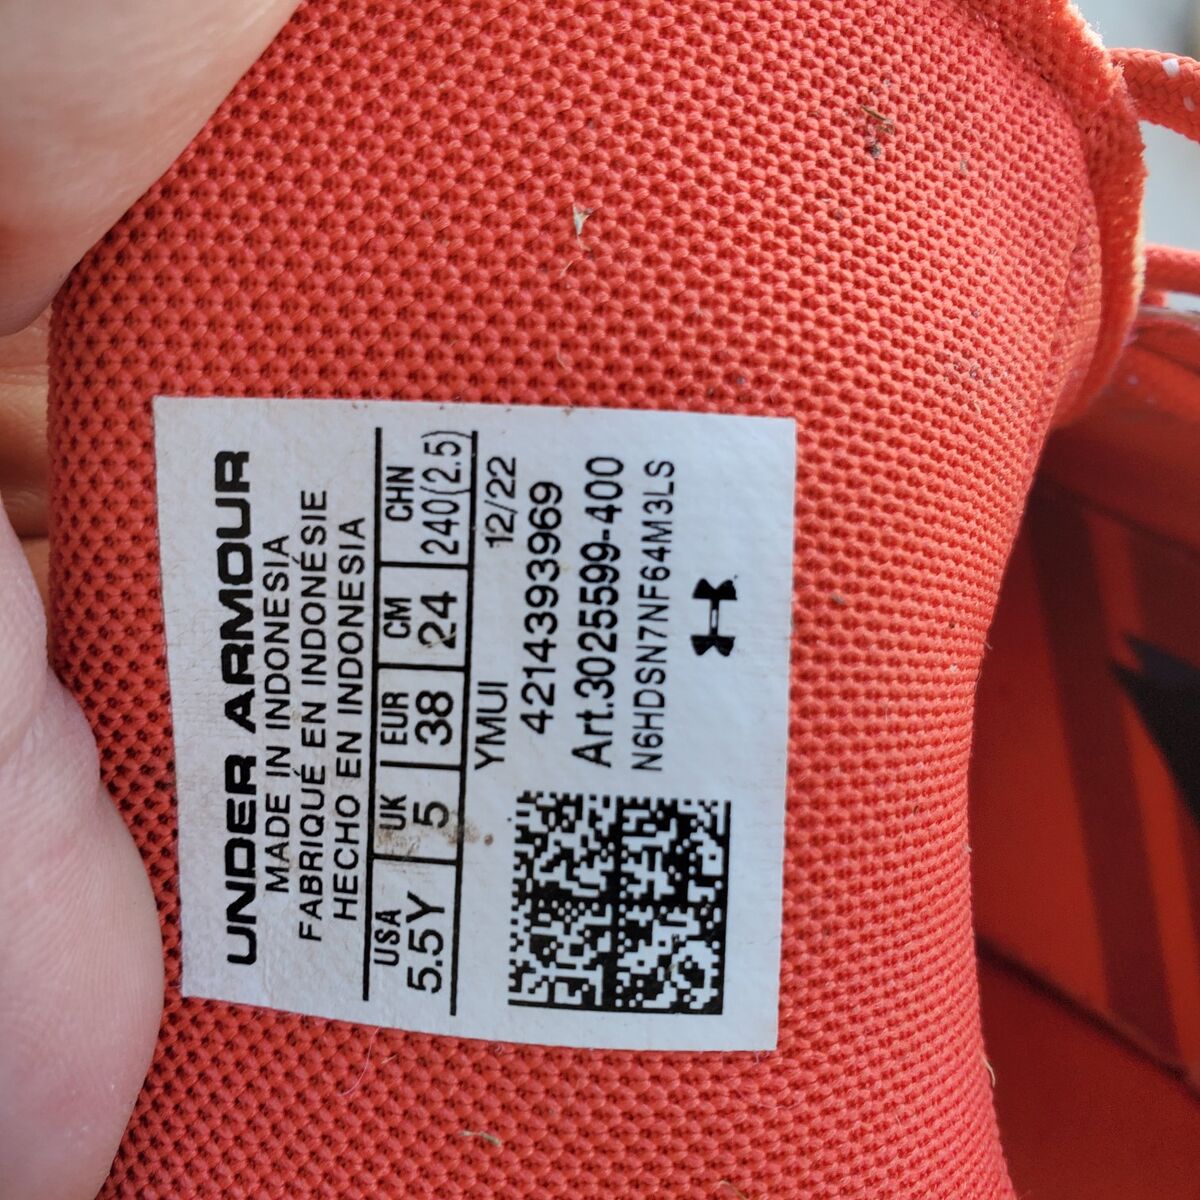 UNDER ARMOUR
MADE IN INDONESIA
FABRIQUÉ EN INDONÉSIE
HECHO EN INDONESIA
USA UK EUR CM CHN
5.5Y 5 38 24 240(2.5)
YMUI 12/22
42143939969
Art.3025599-400
N6HDSN7NF64M3LS